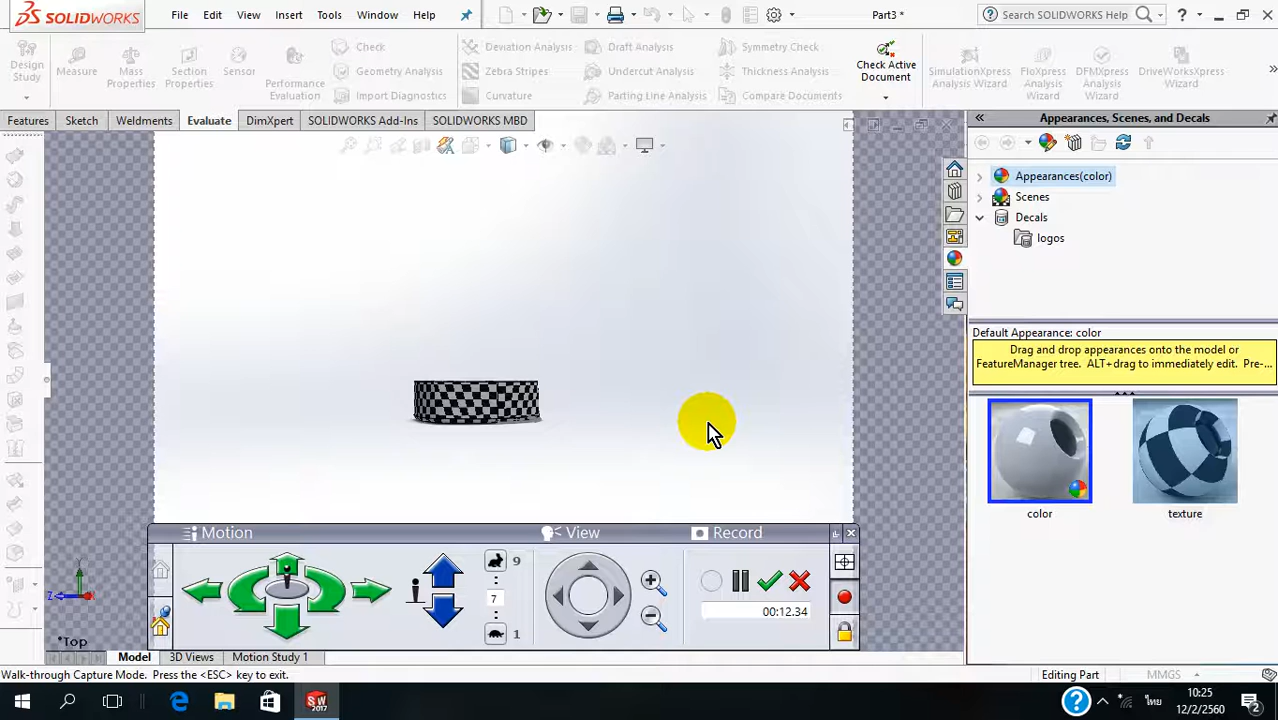 SOLIDWORKS
File Edit View Insert Tools Window Help
Part3 *
Search SOLIDWORKS Help
Design Study
Measure
Mass Properties
Section Properties
Sensor
Performance Evaluation
Check
Geometry Analysis
Import Diagnostics
Deviation Analysis
Zebra Stripes
Curvature
Draft Analysis
Undercut Analysis
Parting Line Analysis
Symmetry Check
Thickness Analysis
Compare Documents
Check Active Document
SimulationXpress Analysis Wizard
FloXpress Analysis Wizard
DFMXpress Analysis Wizard
DriveWorksXpress Wizard
Features Sketch Weldments Evaluate DimXpert SOLIDWORKS Add-Ins SOLIDWORKS MBD
Appearances, Scenes, and Decals
Appearances(color)
Scenes
Decals
logos
Default Appearance: color
Drag and drop appearances onto the model or
FeatureManager tree. ALT+drag to immediately edit. Pre-...
color
texture
Motion
View
Record
9
7
1
00:12.34
Y
Z
*Top
Model 3D Views Motion Study 1
Walk-through Capture Mode. Press the <ESC> key to exit.
Editing Part
MMGS
SW
2017
ไทย
10:25
12/2/2560
2